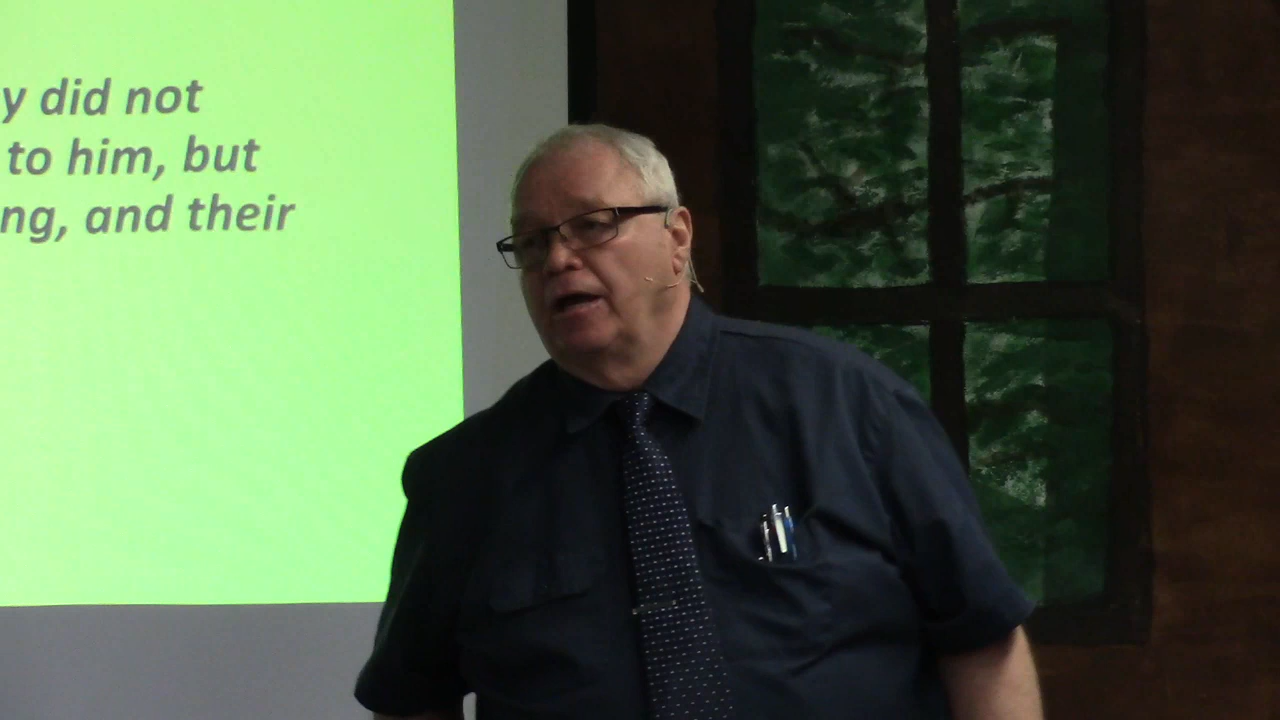 y did not
to him, but
ng, and their